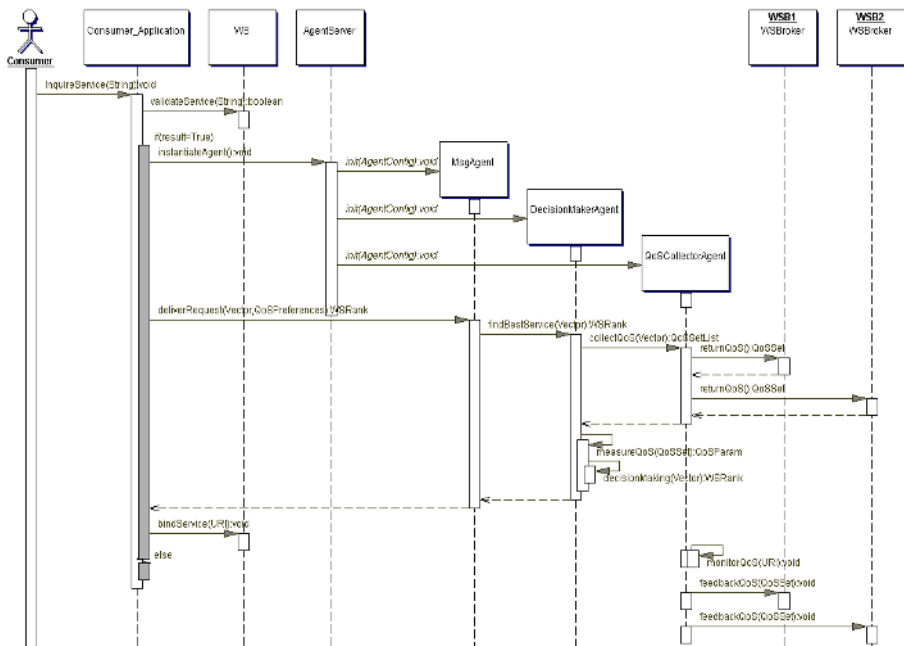 WSB1
WSB2
Consumer_Application
WS
AgentServer
WSBroker
WSBroker
Consumer
inquireService(String):void
validateService(String):boolean
if(result=True)
instantiateAgent():void
init(AgentConfig):void
MsgAgent
init(AgentConfig):void
DecisionMakerAgent
init(AgentConfig):void
QoSCollectorAgent
deliverRequest(Vector,QoSPreferences):WSRank
findBestService(Vector):WSRank
collectQoS(Vector):QoSSetList
returnQoS():QoSSet
returnQoS():QoSSet
measureQoS(QoSSet):QoSParam
decisionMaking(Vector):WSRank
bindService(URI):void
else
monitorQoS(URI):void
feedbackQoS(QoSSet):void
feedbackQoS(QoSSet):void